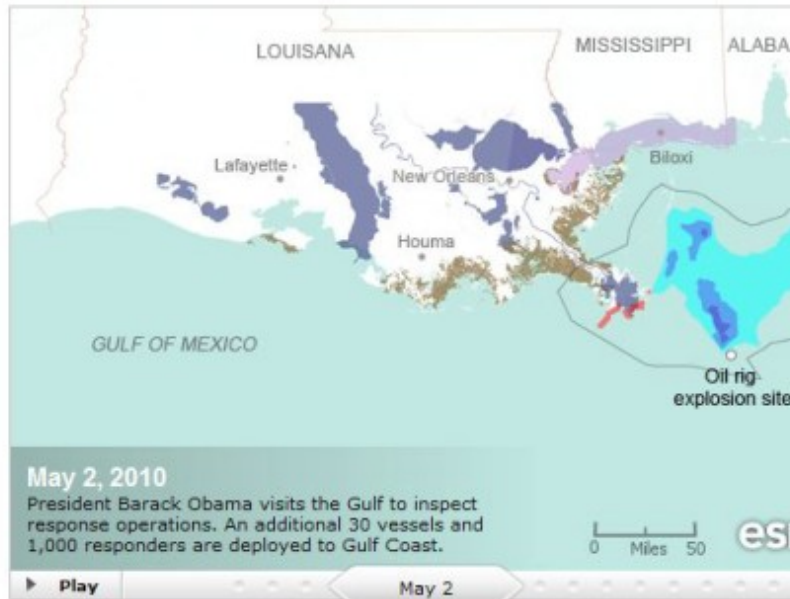 LOUISANA
MISSISSIPPI
ALABA
Lafayette
New Orleans
Biloxi
Houma
GULF OF MEXICO
Oil rig
explosion site
May 2, 2010
President Barack Obama visits the Gulf to inspect
response operations. An additional 30 vessels and
1,000 responders are deployed to Gulf Coast.
0 Miles 50
es
Play
May 2